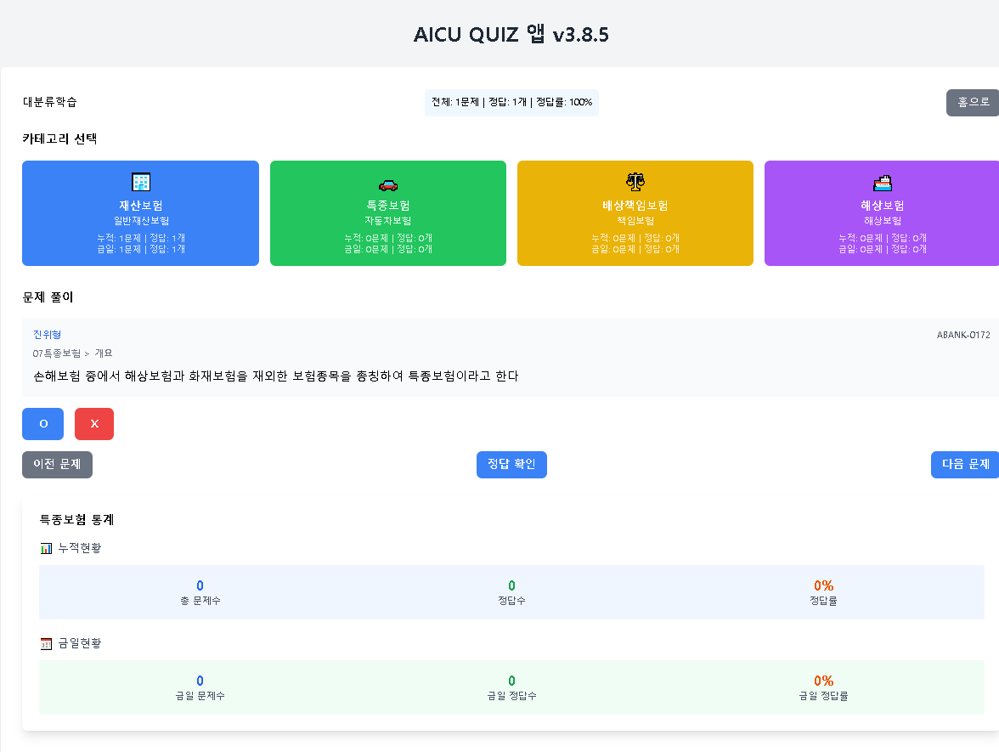 AICU QUIZ 앱 v3.8.5
대분류학습
전체: 1문제 | 정답: 1개 | 정답률: 100%
홈으로
카테고리 선택
재산보험
일반재산보험
누적: 1문제 | 정답: 1개
금일: 1문제 | 정답: 1개
특종보험
자동차보험
누적: 0문제 | 정답: 0개
금일: 0문제 | 정답: 0개
배상책임보험
책임보험
누적: 0문제 | 정답: 0개
금일: 0문제 | 정답: 0개
해상보험
해상보험
누적: 0문제 | 정답: 0개
금일: 0문제 | 정답: 0개
문제 풀이
진위형
ABANK-0172
07특종보험 > 개요
손해보험 중에서 해상보험과 화재보험을 재외한 보험종목을 총칭하여 특종보험이라고 한다
O
X
이전 문제
정답 확인
다음 문제
특종보험 통계
누적현황
0
총 문제수
0
정답수
0%
정답률
금일현황
0
금일 문제수
0
금일 정답수
0%
금일 정답률